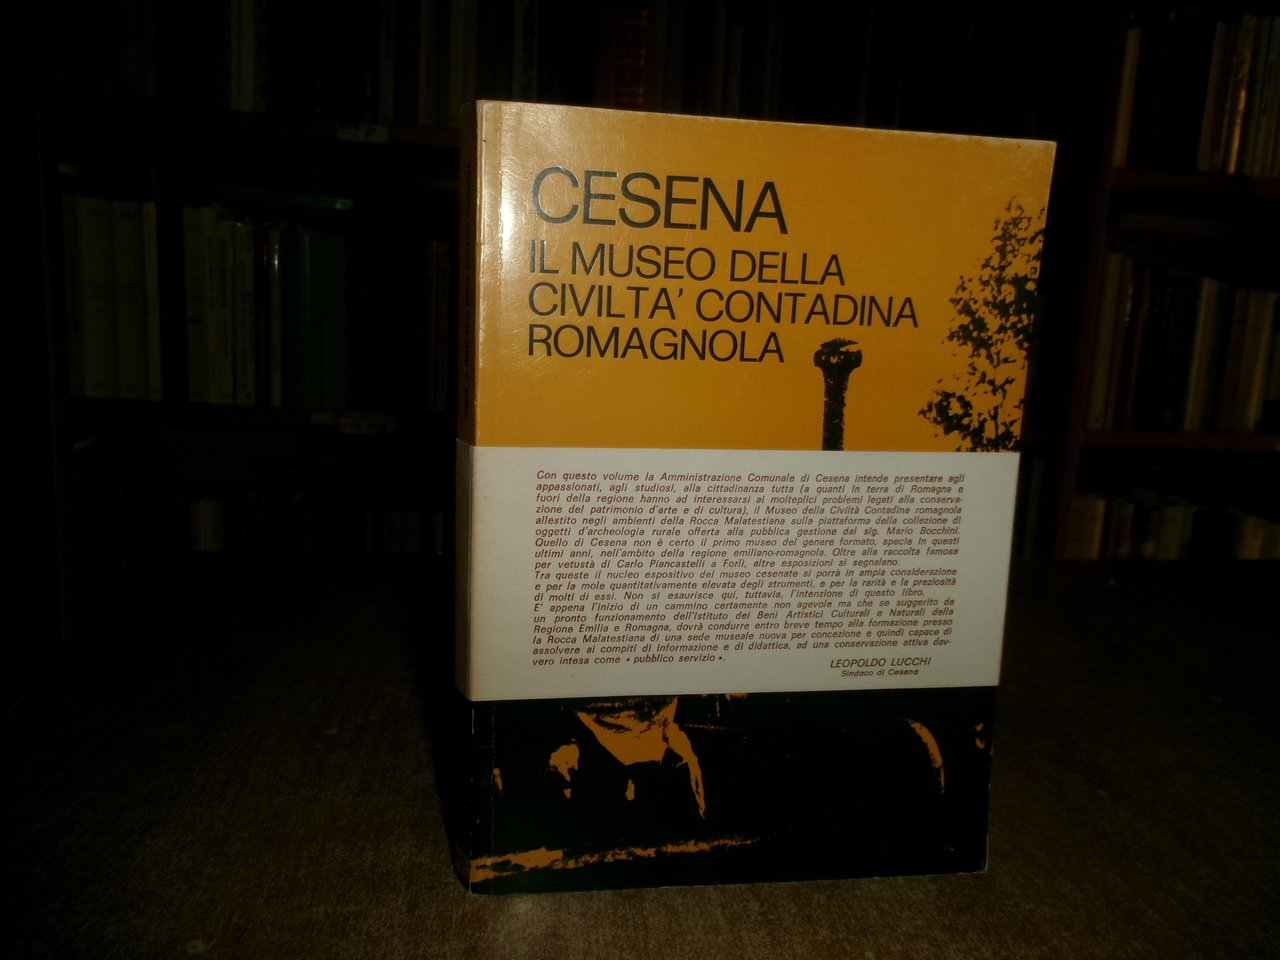 CESENA
IL MUSEO DELLA
CIVILTA' CONTADINA
ROMAGNOLA
Con questo volume la Amministrazione Comunale di Cesena intende presentare agli
appassionati, agli studiosi, alla cittadinanza tutta (a quanti in terra di Romagna e
fuori della regione hanno ad interessarsi ai molteplici problemi legati alla conserva-
zione del patrimonio d'arte e di cultura), il Museo della Civiltà Contadina romagnola
allestito negli ambienti della Rocca Malatestiana sulla piattaforma della collezione di
oggetti d'archeologia rurale offerta alla pubblica gestione dal sig. Mario Bocchini.
Quello di Cesena non è certo il primo museo del genere formato, specie in questi
ultimi anni, nell'ambito della regione emiliano-romagnola. Oltre alla raccolta famosa
per vetustà di Carlo Piancastelli a Forlì, altre esposizioni si segnalano.
Tra queste il nucleo espositivo del museo cesenate si porrà in ampia considerazione
e per la mole quantitativamente elevata degli strumenti, e per la rarità e la preziosità
di molti di essi. Non si esaurisce qui, tuttavia, l'intenzione di questo libro.
E' appena l'inizio di un cammino certamente non agevole ma che se suggerito da
un pronto funzionamento dell'Istituto dei Beni Artistici Culturali e Naturali della
Regione Emilia e Romagna, dovrà condurre entro breve tempo alla formazione presso
la Rocca Malatestiana di una sede museale nuova per concezione e quindi capace di
assolvere ai compiti di informazione e di didattica, ad una conservazione attiva dav-
vero intesa come « pubblico servizio ».
LEOPOLDO LUCCHI
Sindaco di Cesena